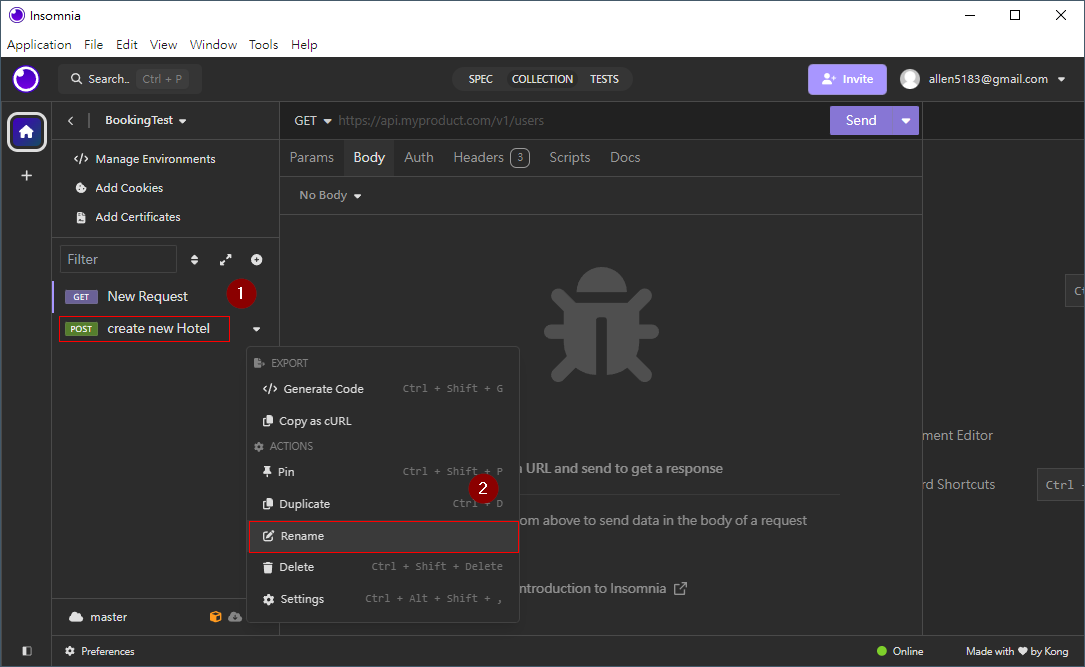 Insomnia
Application File Edit View Window Tools Help
Search.. Ctrl + P SPEC COLLECTION TESTS Invite allen5183@gmail.com
BookingTest GET https://api.myproduct.com/v1/users Send
Manage Environments
Add Cookies
Add Certificates
Params Body Auth Headers 3 Scripts Docs
No Body
Filter
GET New Request 1
POST create new Hotel
EXPORT
Generate Code Ctrl + Shift + G
Copy as cURL
ACTIONS
Pin Ctrl + Shift + P
2
Duplicate Ctrl + D
Rename
Delete Ctrl + Shift + Delete
Settings Ctrl + Alt + Shift + ,
URL and send to get a response
om above to send data in the body of a request
ntroduction to Insomnia
Ct
ment Editor
rd Shortcuts Ctrl
master
Preferences Online Made with ❤ by Kong